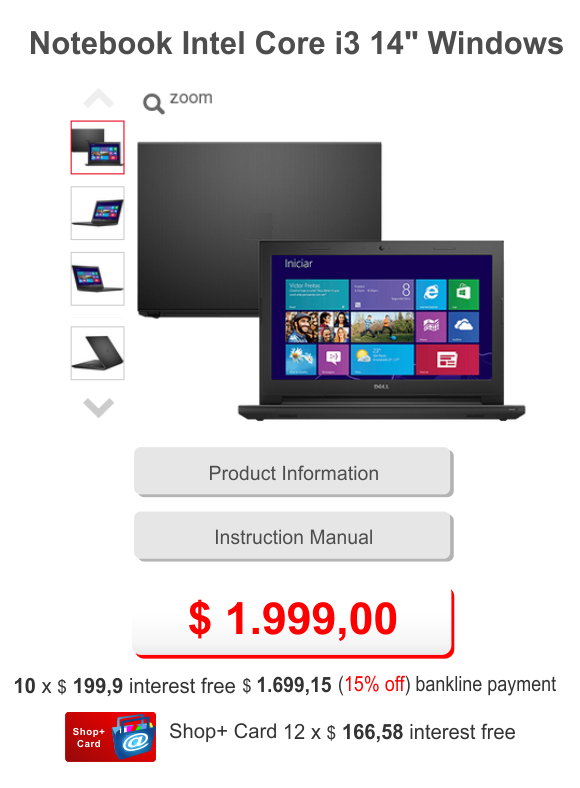 Notebook Intel Core i3 14" Windows
zoom
Iniciar
Victor Freitas
8
23°
DELL
Product Information
Instruction Manual
$ 1.999,00
10 x $ 199,9 interest free $ 1.699,15 (15% off) bankline payment
Shop+
Card
Shop+ Card 12 x $ 166,58 interest free